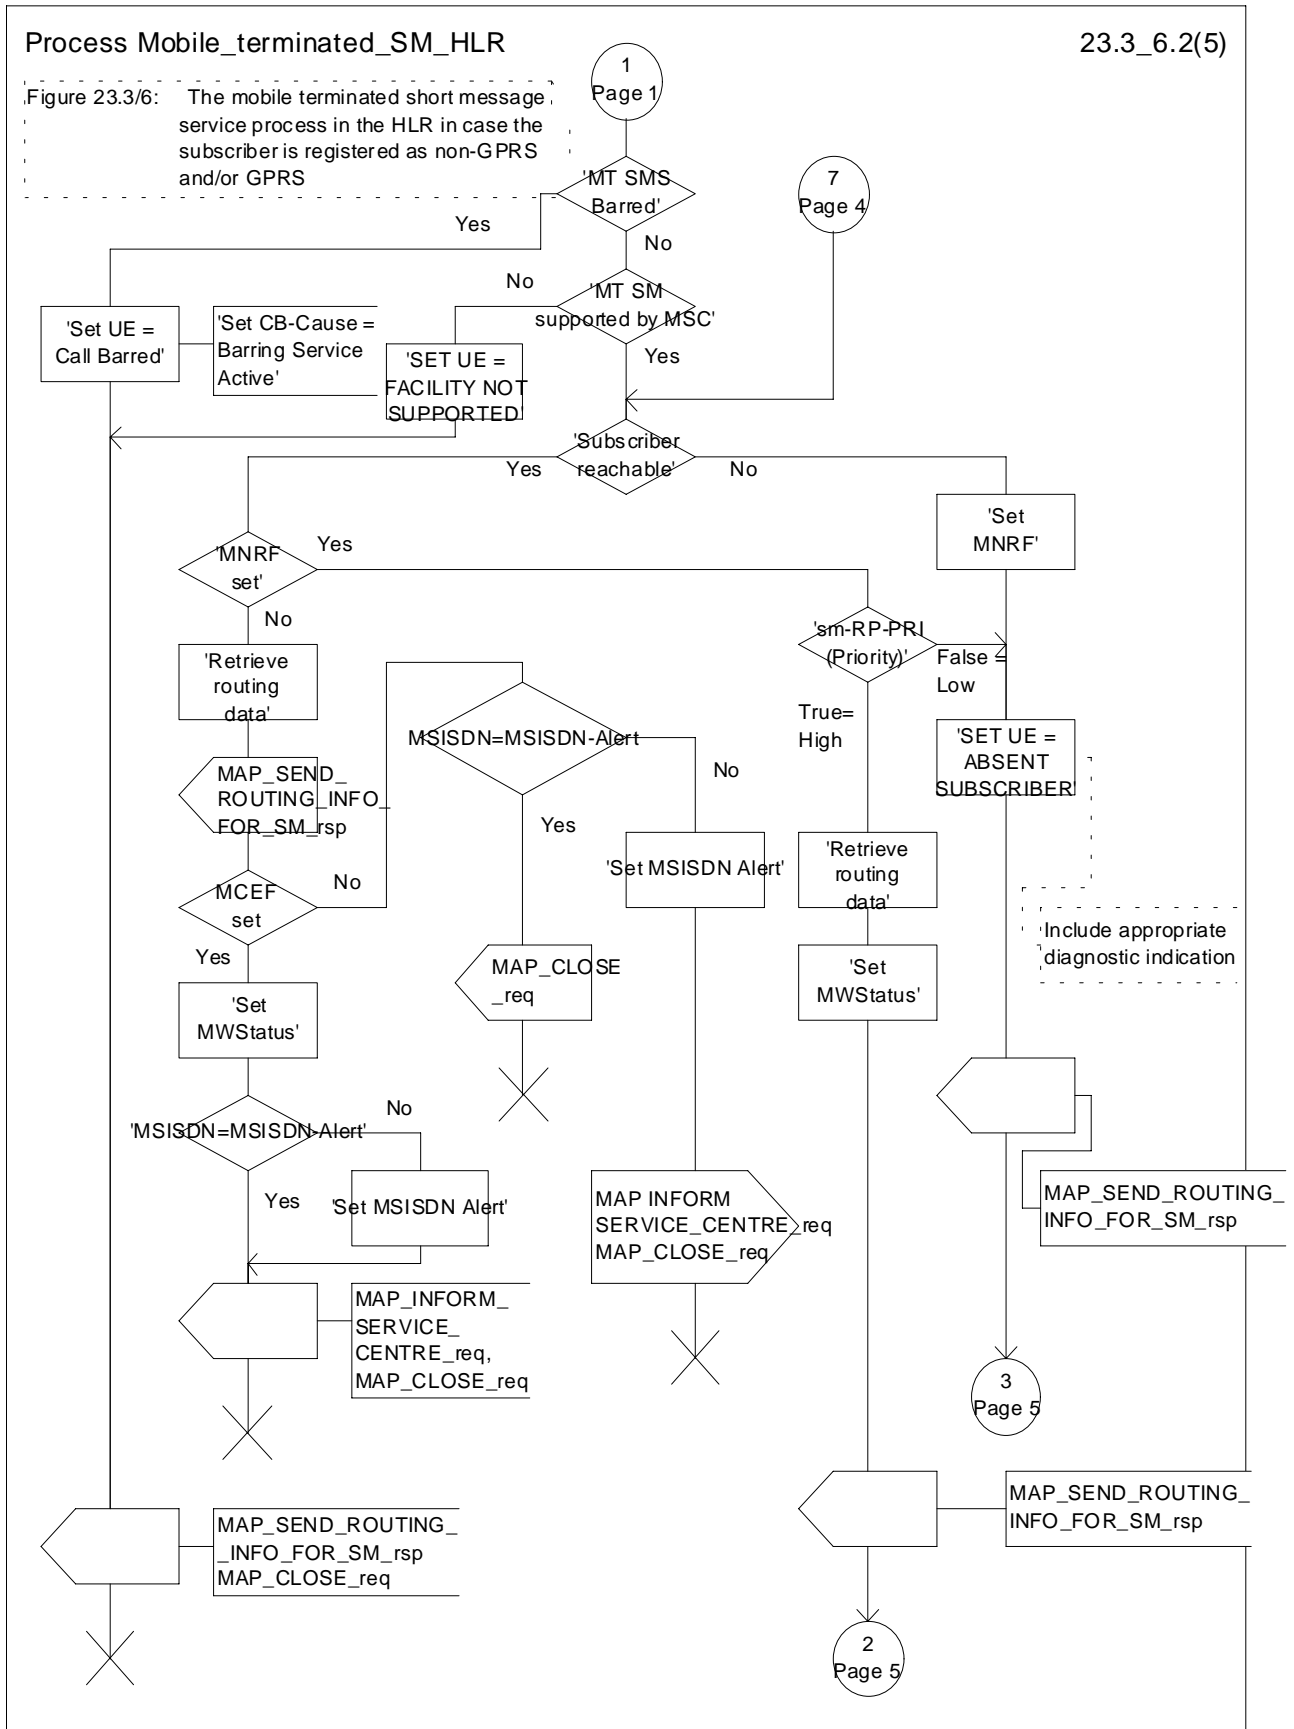 Process Mobile_terminated_SM_HLR
23.3_6.2(5)
1
Page 1
Figure 23.3/6: The mobile terminated short message
service process in the HLR in case the
subscriber is registered as non-GPRS
and/or GPRS
'MT SMS
Barred'
7
Page 4
Yes
No
No
'MT SM
supported by MSC'
'Set UE =
Call Barred'
'Set CB-Cause =
Barring Service
Active'
'SET UE =
FACILITY NOT
SUPPORTED'
Yes
'Subscriber
reachable'
Yes
No
'Set
MNRF'
'MNRF
set'
Yes
No
'sm-RP-PRI
(Priority)'
False =
Low
True=
High
'Retrieve
routing
data'
MSISDN=MSISDN-Alert
No
Yes
'SET UE =
ABSENT
SUBSCRIBER'
MAP_SEND_
ROUTING_INFO_
FOR_SM_rsp
'Set MSISDN Alert'
'Retrieve
routing
data'
MCEF
set
No
Yes
Include appropriate
diagnostic indication
MAP_CLOSE
_req
'Set
MWStatus'
'Set
MWStatus'
'MSISDN=MSISDN-Alert'
No
Yes
'Set MSISDN Alert'
MAP INFORM
SERVICE_CENTRE_req
MAP_CLOSE_req
MAP_SEND_ROUTING_
INFO_FOR_SM_rsp
MAP_INFORM_
SERVICE_
CENTRE_req,
MAP_CLOSE_req
3
Page 5
MAP_SEND_ROUTING_
INFO_FOR_SM_rsp
MAP_SEND_ROUTING_
_INFO_FOR_SM_rsp
MAP_CLOSE_req
2
Page 5